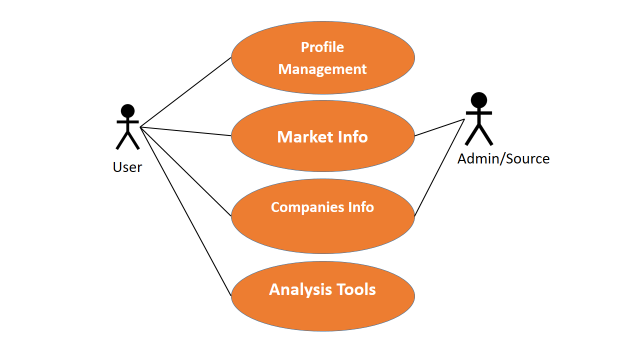 Profile
Management
Market Info
Admin/Source
User
Companies Info
Analysis Tools